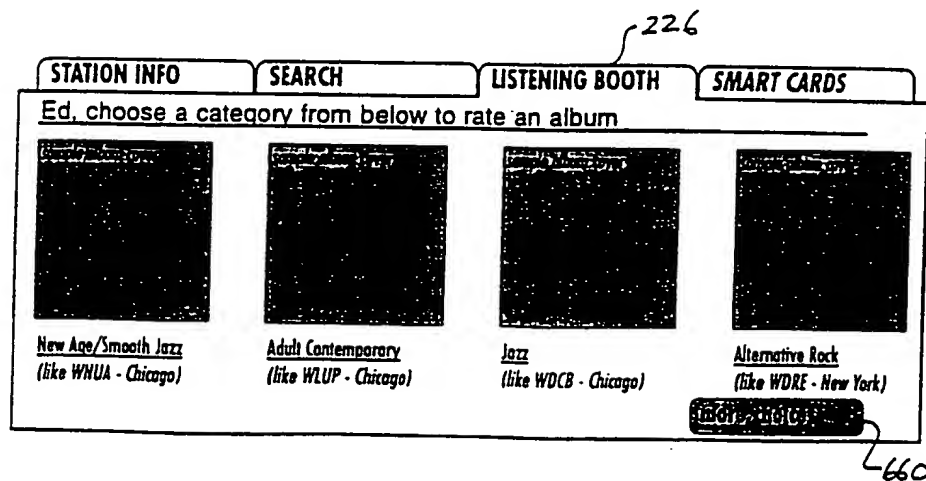 226
STATION INFO SEARCH LISTENING BOOTH SMART CARDS
Ed, choose a category from below to rate an album
New Age/Smooth Jazz Adult Contemporary Jazz Alternative Rock
(like WNUA - Chicago) (like WLUP - Chicago) (like WDCB - Chicago) (like WDRE - New York)
660